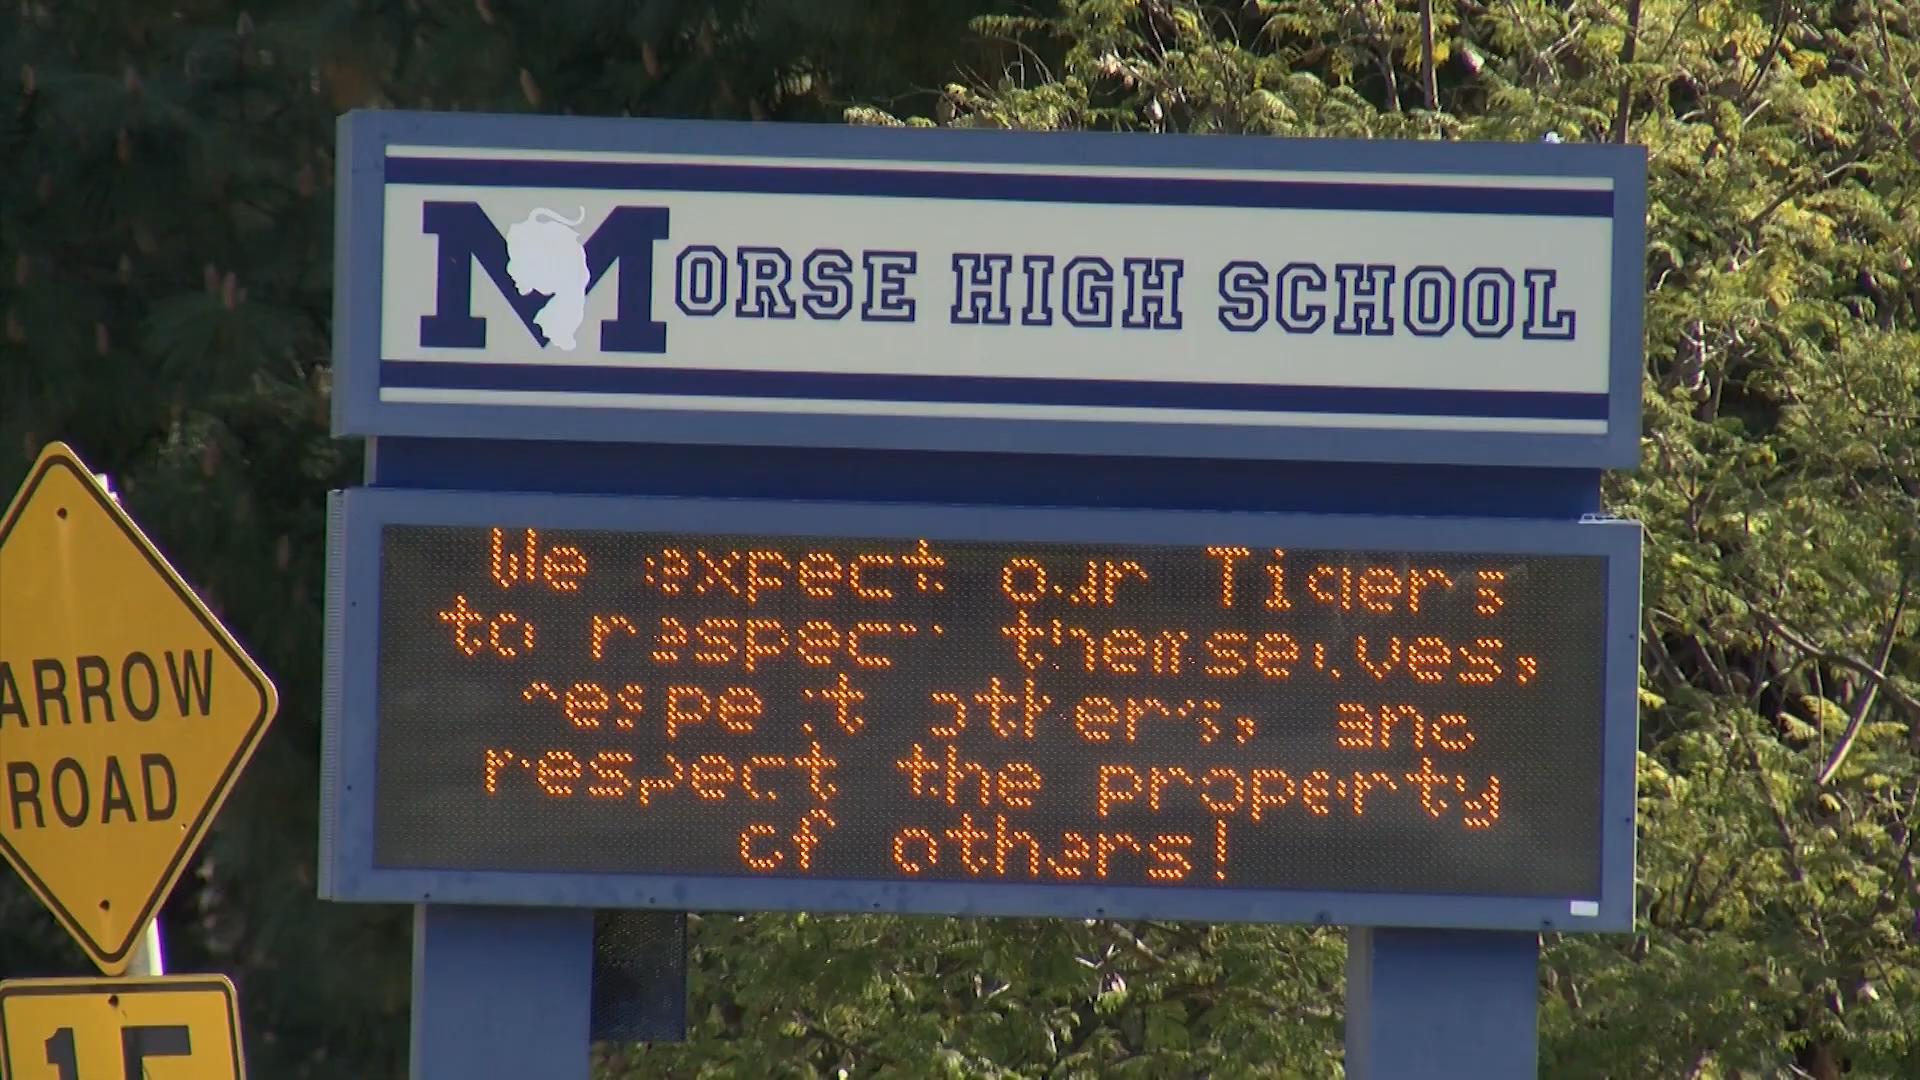 MORSE HIGH SCHOOL
We expect our Tigers
to respect themselves,
respect others, and
respect the property
of others!
ARROW
ROAD
15